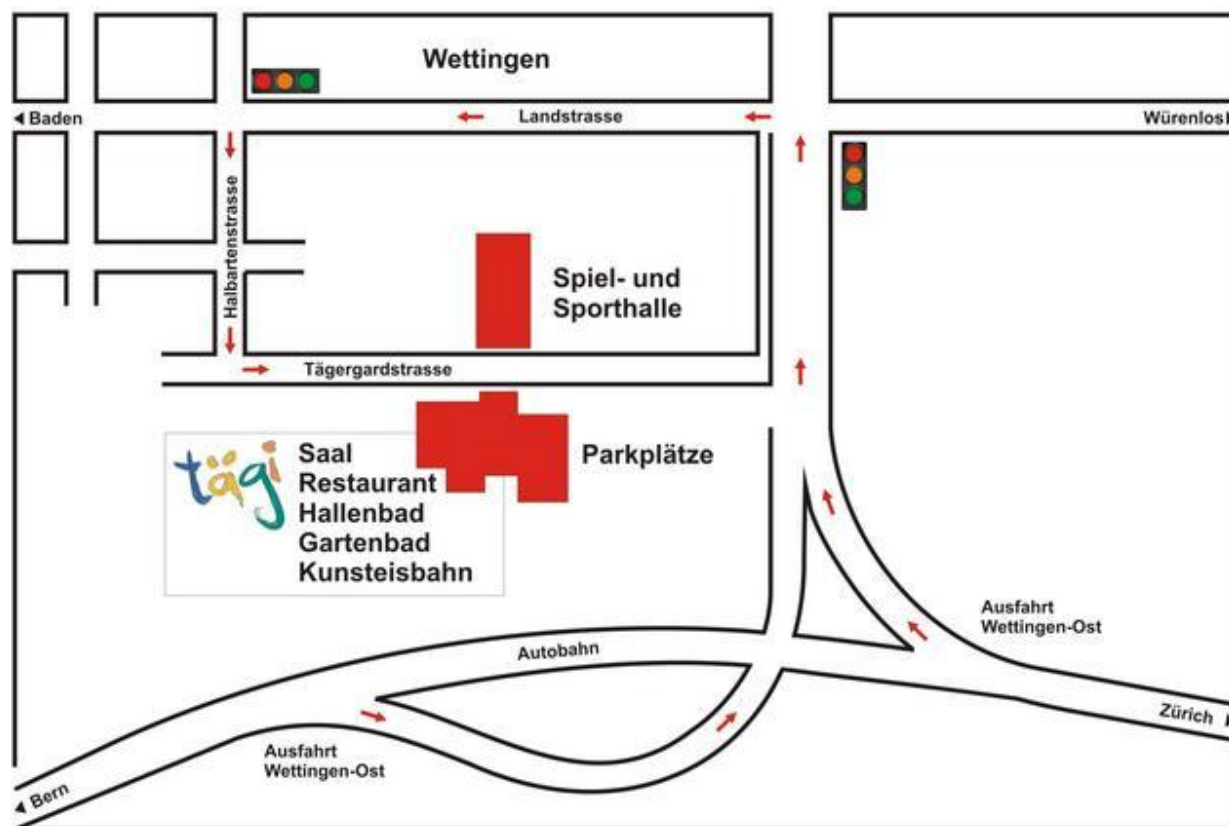 Wettingen
Baden
Landstrasse
Würenlos
Halbartenstrasse
Spiel- und
Sporthalle
Tägergardstrasse
tägi
Saal
Restaurant
Hallenbad
Gartenbad
Kunsteisbahn
Parkplätze
Ausfahrt
Wettingen-Ost
Autobahn
Zürich
Ausfahrt
Wettingen-Ost
Bern